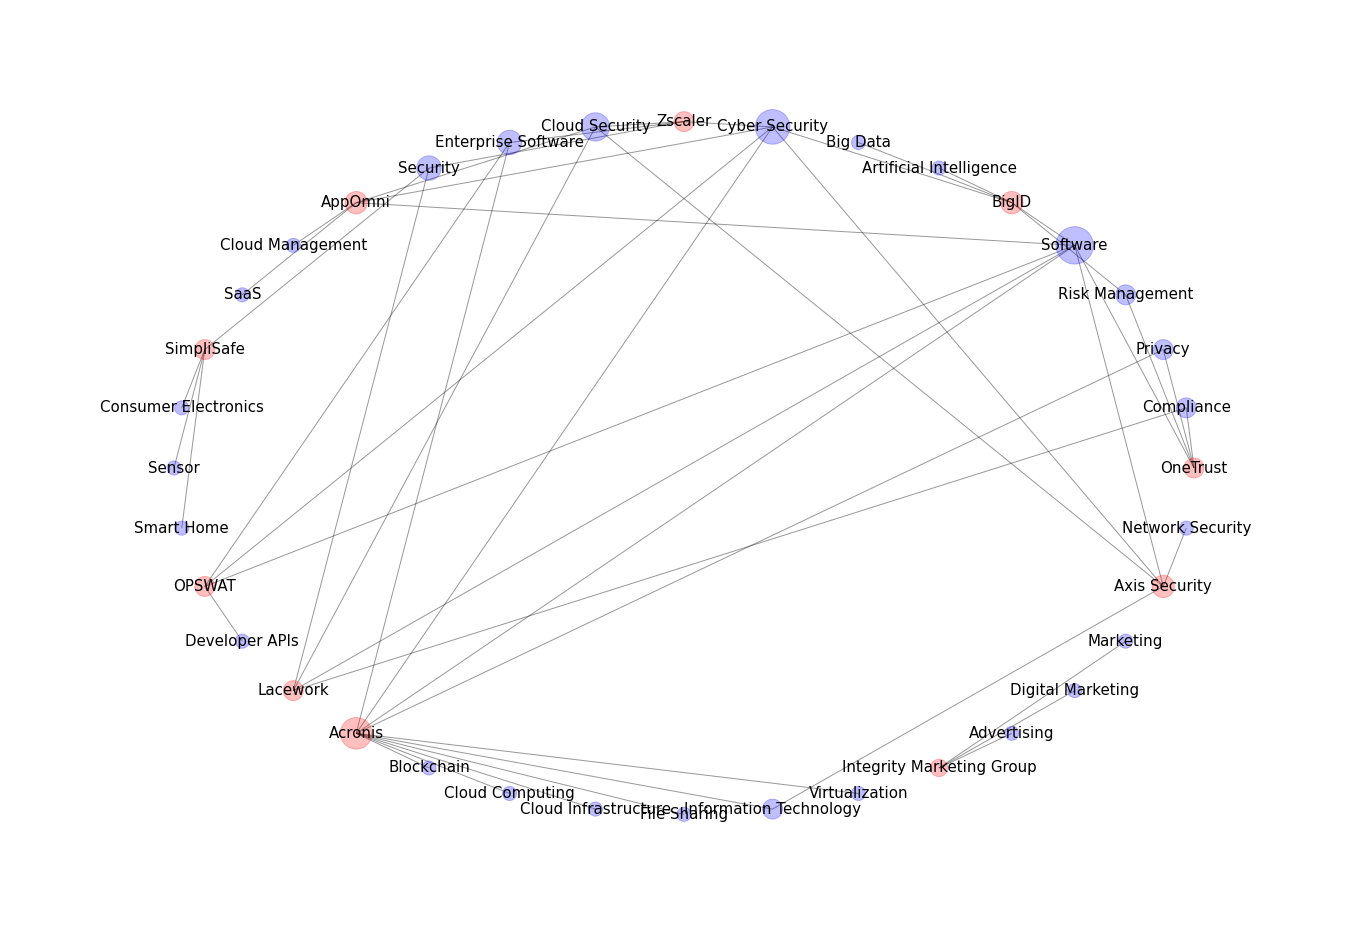 Zscaler
Cloud Security
Cyber Security
Enterprise Software
Big Data
Security
Artificial Intelligence
AppOmni
BigID
Cloud Management
Software
SaaS
Risk Management
SimpliSafe
Privacy
Consumer Electronics
Compliance
Sensor
OneTrust
Smart Home
Network Security
OPSWAT
Axis Security
Developer APIs
Marketing
Lacework
Digital Marketing
Acronis
Advertising
Blockchain
Integrity Marketing Group
Cloud Computing
Virtualization
Cloud Infrastructure
Information Technology
File Sharing